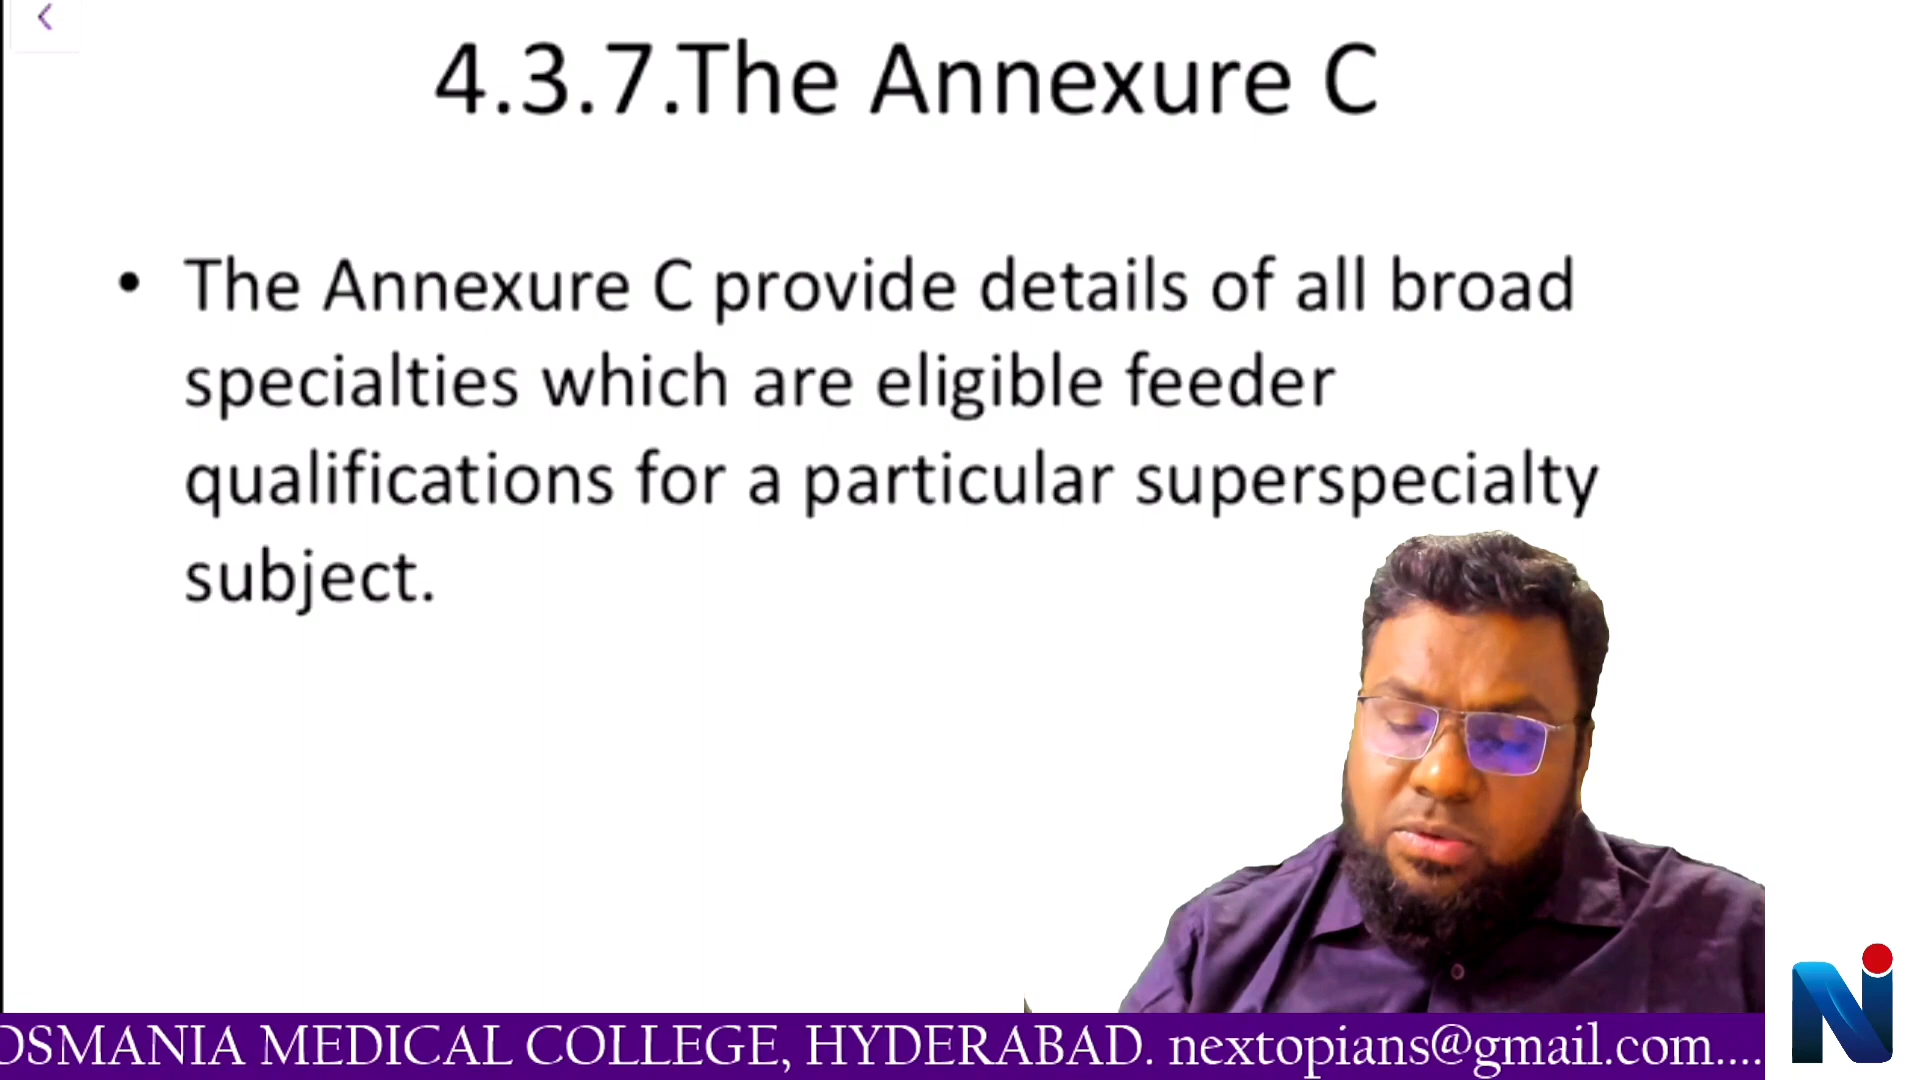 4.3.7.The Annexure C
• The Annexure C provide details of all broad
specialties which are eligible feeder
qualifications for a particular superspecialty
subject.
OSMANIA MEDICAL COLLEGE, HYDERABAD. nextopians@gmail.com....
N